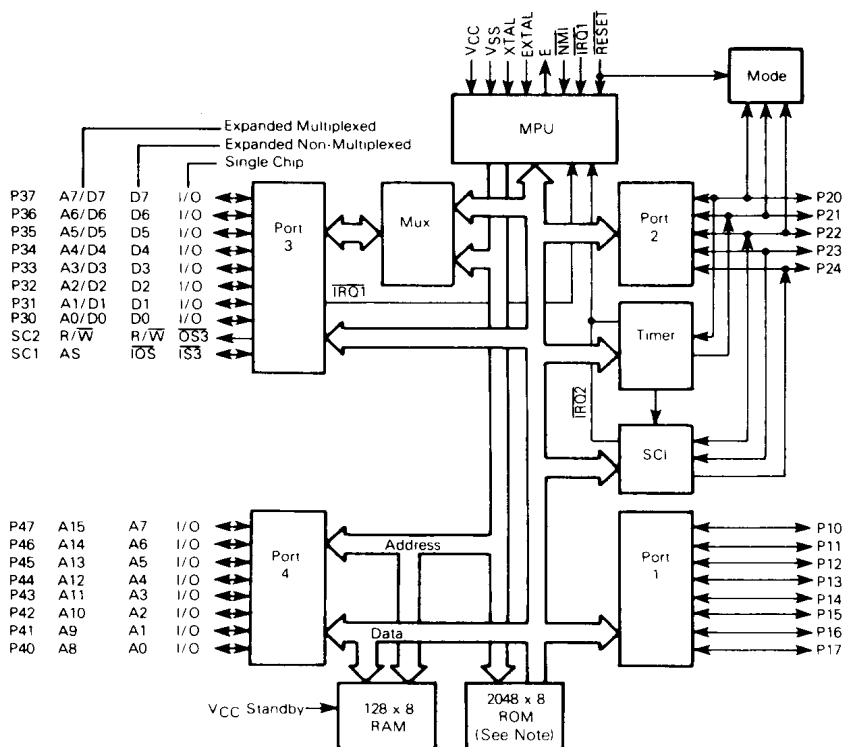 VCC
VSS
XTAL
EXTAL
E
NMI
IRQ1
RESET
Mode
MPU
Expanded Multiplexed
Expanded Non-Multiplexed
Single Chip
P37 A7/D7 D7 I/O
P36 A6/D6 D6 I/O
P35 A5/D5 D5 I/O
P34 A4/D4 D4 I/O
P33 A3/D3 D3 I/O
P32 A2/D2 D2 I/O
P31 A1/D1 D1 I/O
P30 A0/D0 D0 I/O
SC2 R/W R/W OS3
SC1 AS IOS IS3
Port
3
Mux
IRQ1
Port
2
P20
P21
P22
P23
P24
Timer
IRQ2
SCI
P47 A15 A7 I/O
P46 A14 A6 I/O
P45 A13 A5 I/O
P44 A12 A4 I/O
P43 A11 A3 I/O
P42 A10 A2 I/O
P41 A9 A1 I/O
P40 A8 A0 I/O
Port
4
Address
Data
Port
1
P10
P11
P12
P13
P14
P15
P16
P17
VCC Standby
128 x 8
RAM
2048 x 8
ROM
(See Note)